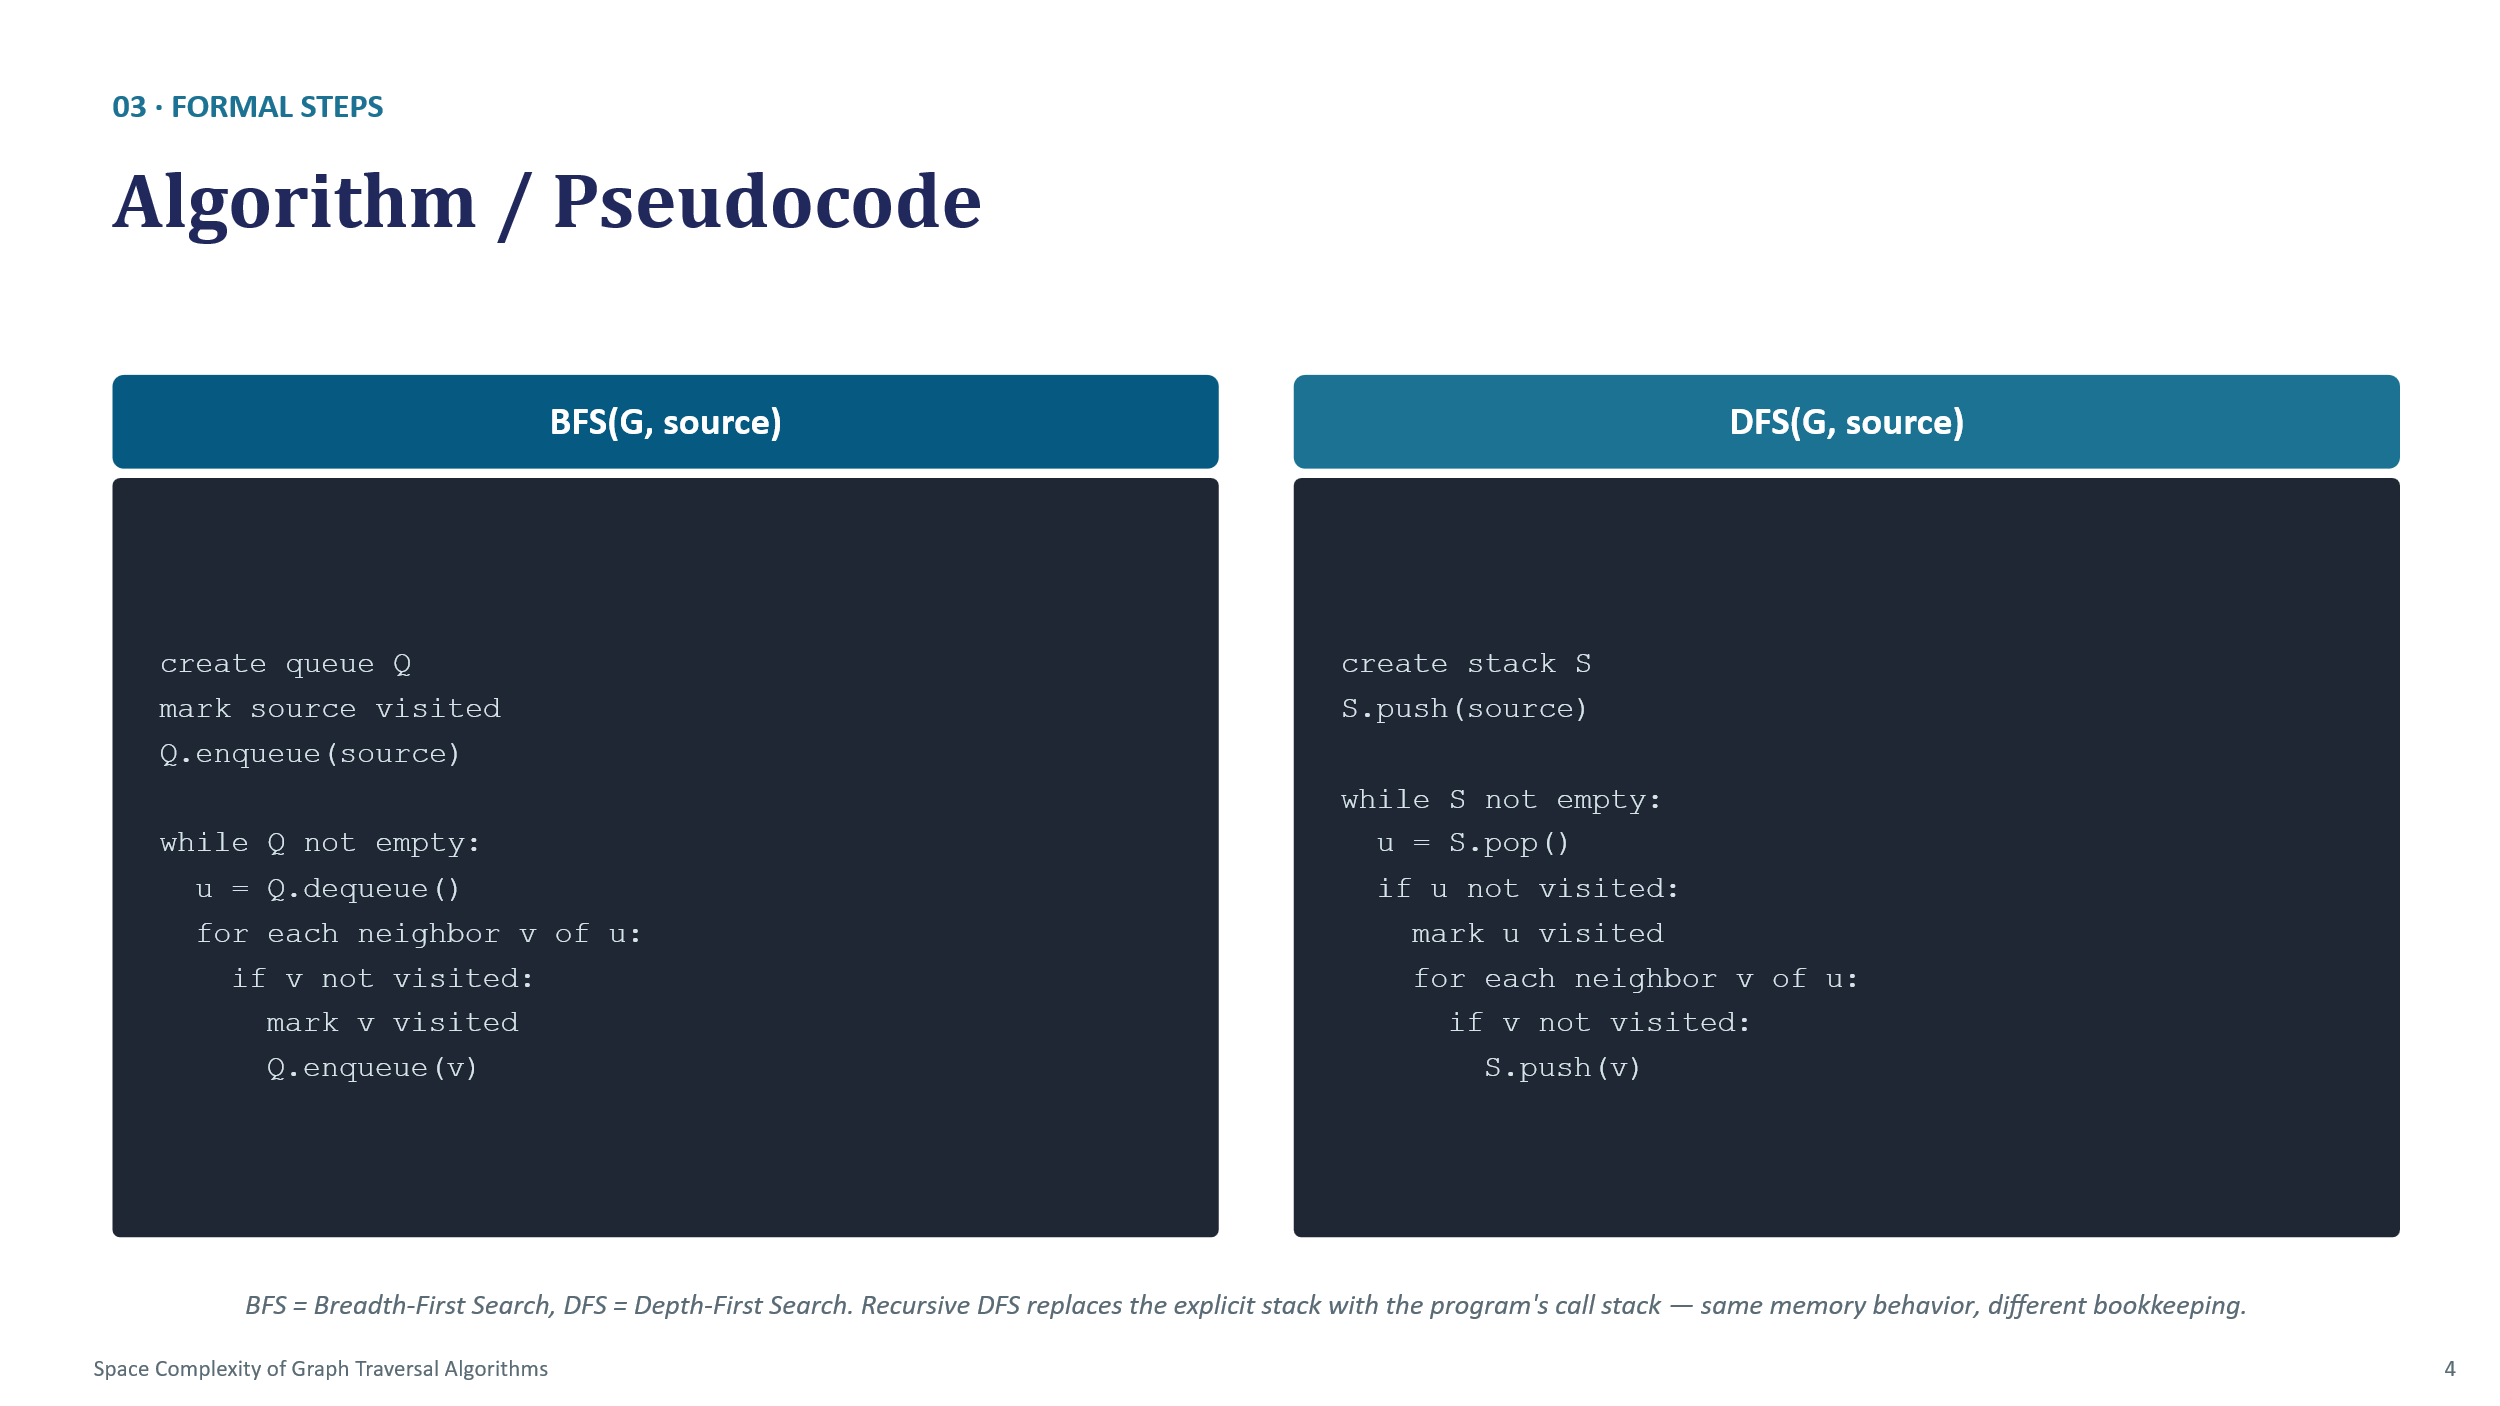 03 · FORMAL STEPS
Algorithm / Pseudocode
BFS(G, source)
create queue Q
mark source visited
Q.enqueue(source)
while Q not empty:
  u = Q.dequeue()
  for each neighbor v of u:
    if v not visited:
      mark v visited
      Q.enqueue(v)
DFS(G, source)
create stack S
S.push(source)
while S not empty:
  u = S.pop()
  if u not visited:
    mark u visited
    for each neighbor v of u:
      if v not visited:
        S.push(v)
BFS = Breadth-First Search, DFS = Depth-First Search. Recursive DFS replaces the explicit stack with the program's call stack — same memory behavior, different bookkeeping.
Space Complexity of Graph Traversal Algorithms
4